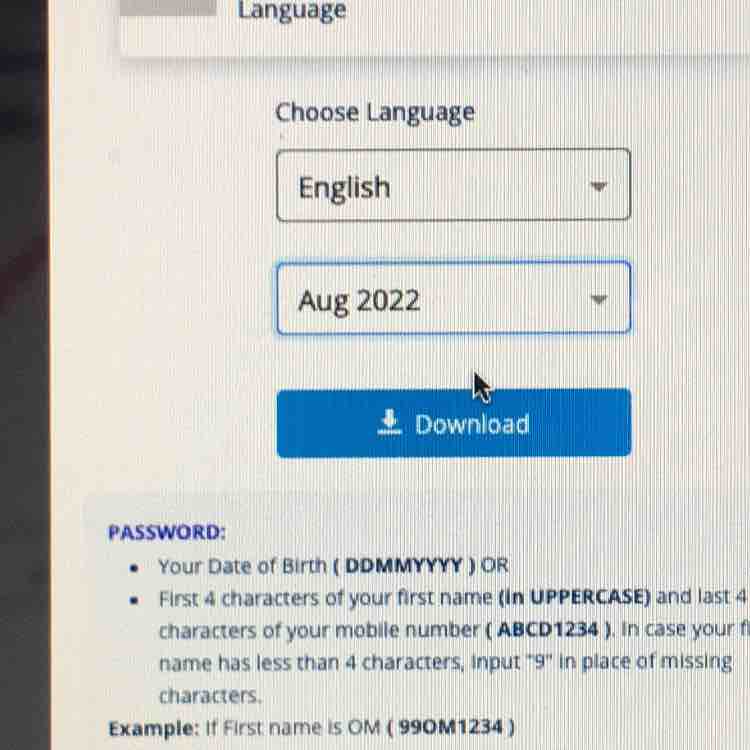 Language
Choose Language
English
Aug 2022
Download
PASSWORD:
• Your Date of Birth ( DDMMYYYY ) OR
• First 4 characters of your first name (in UPPERCASE) and last 4
characters of your mobile number ( ABCD1234 ). In case your
name has less than 4 characters, input "9" in place of missing
characters.
Example: If First name is OM ( 99OM1234 )